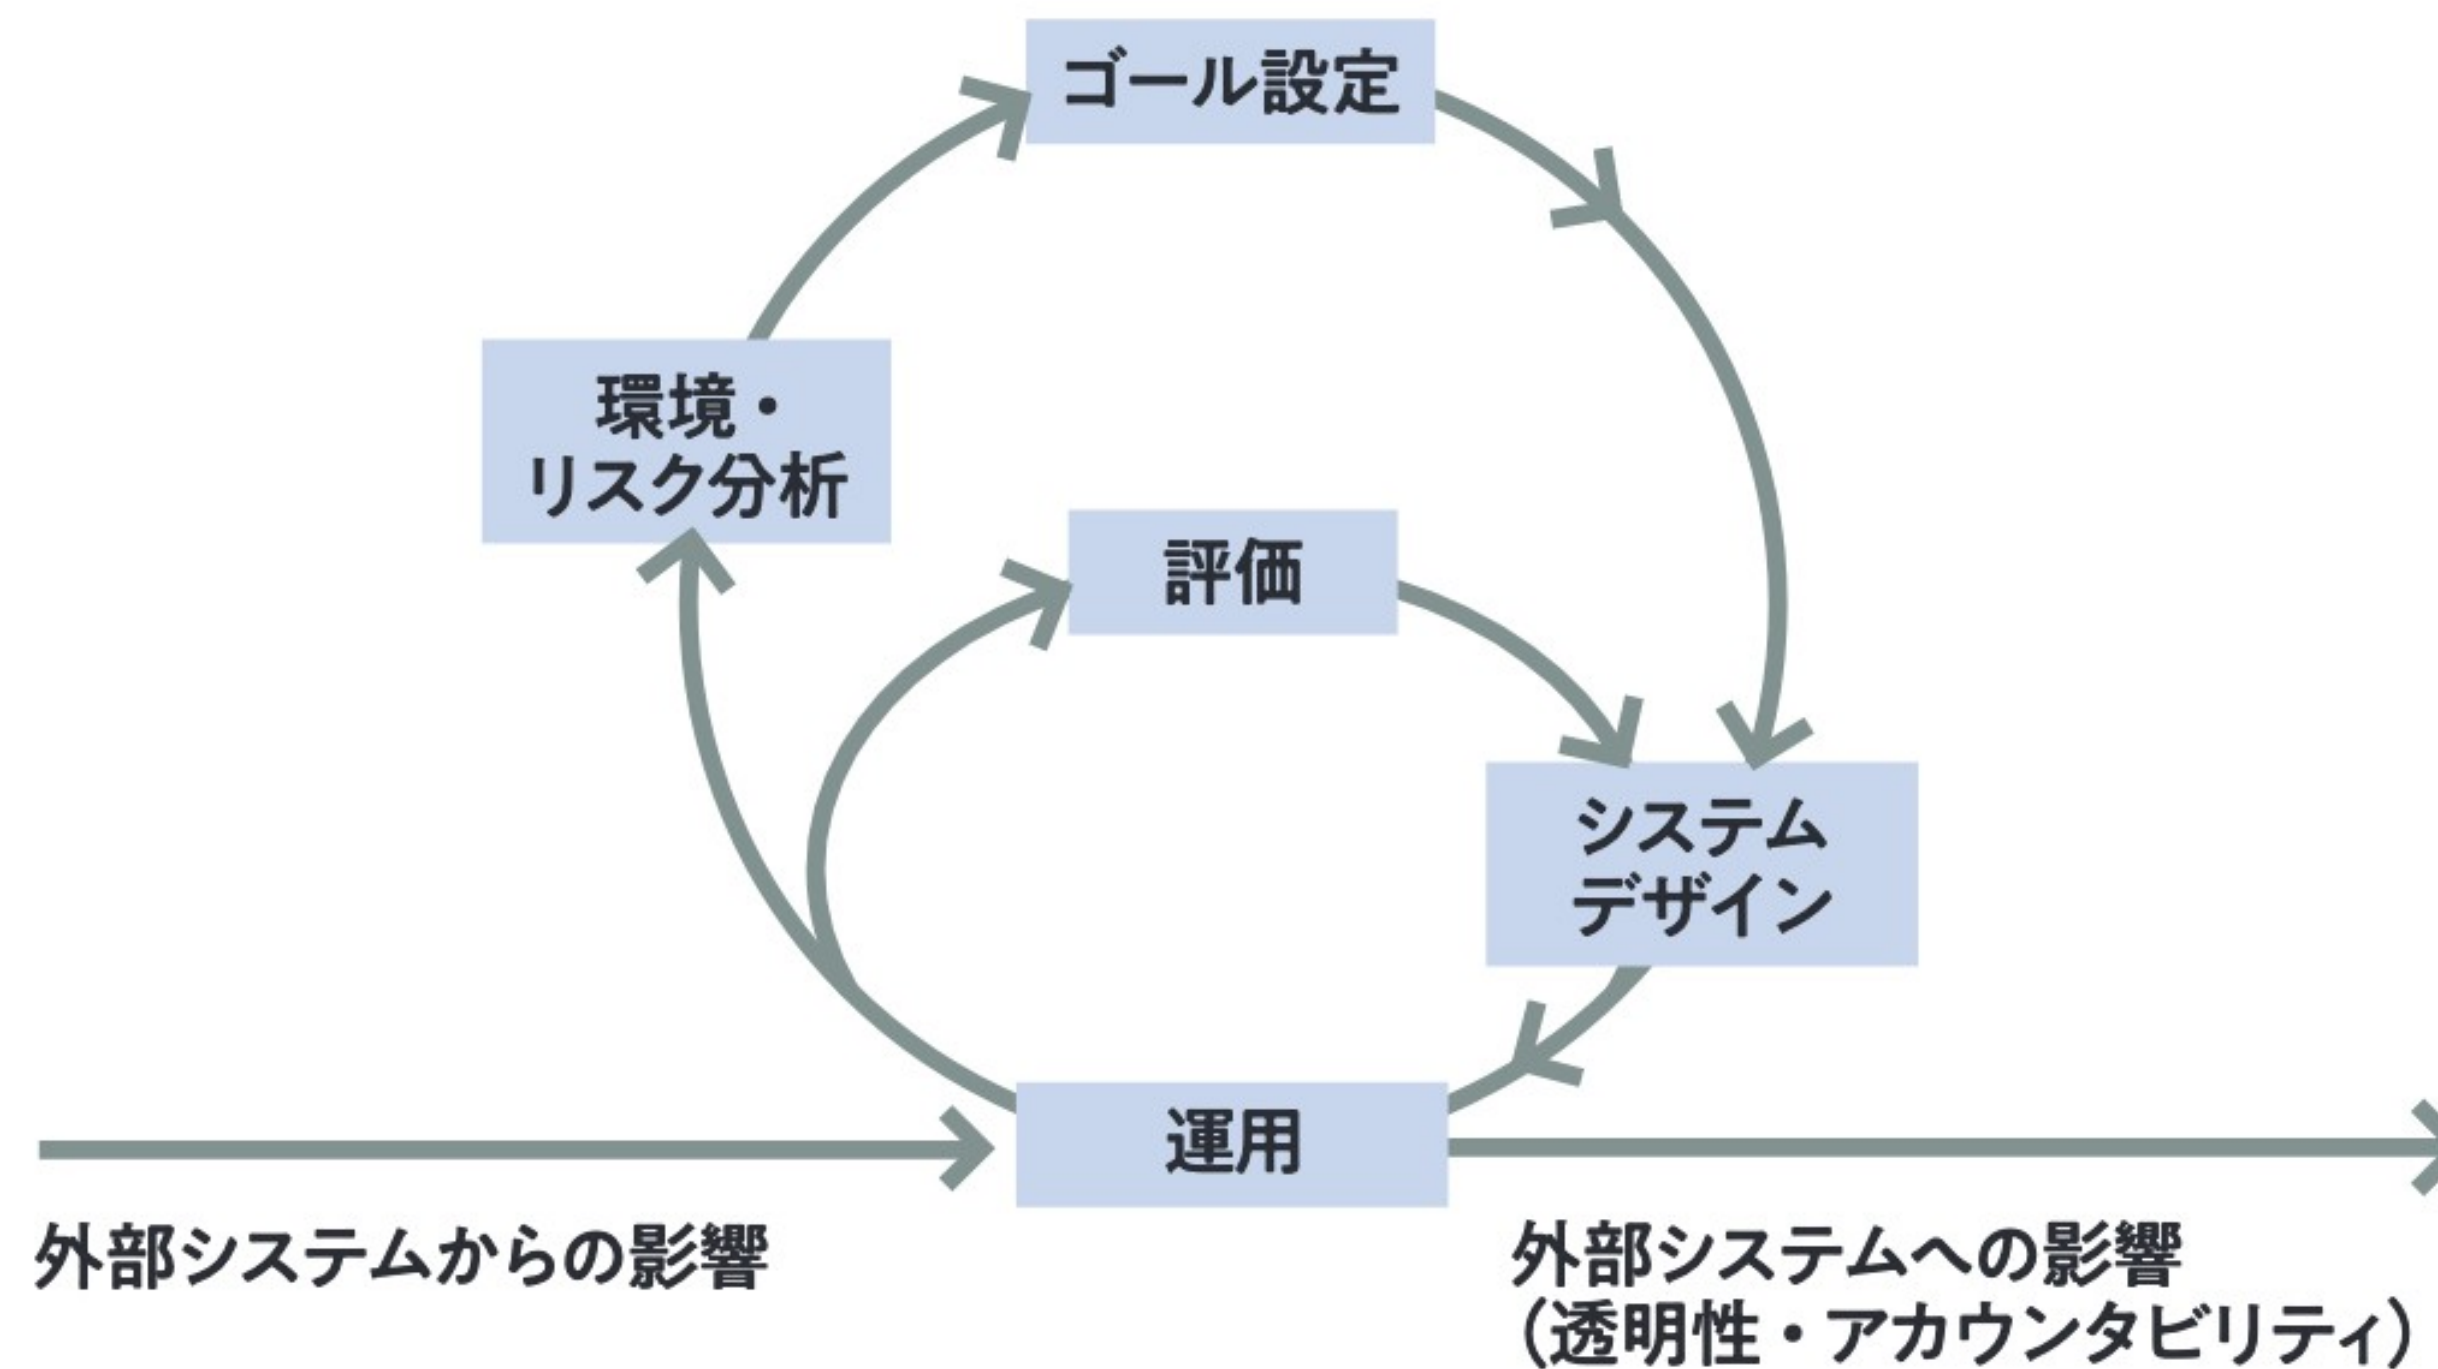 ゴール設定
環境・
リスク分析
評価
システム
デザイン
運用
外部システムからの影響
外部システムへの影響
（透明性・アカウンタビリティ）